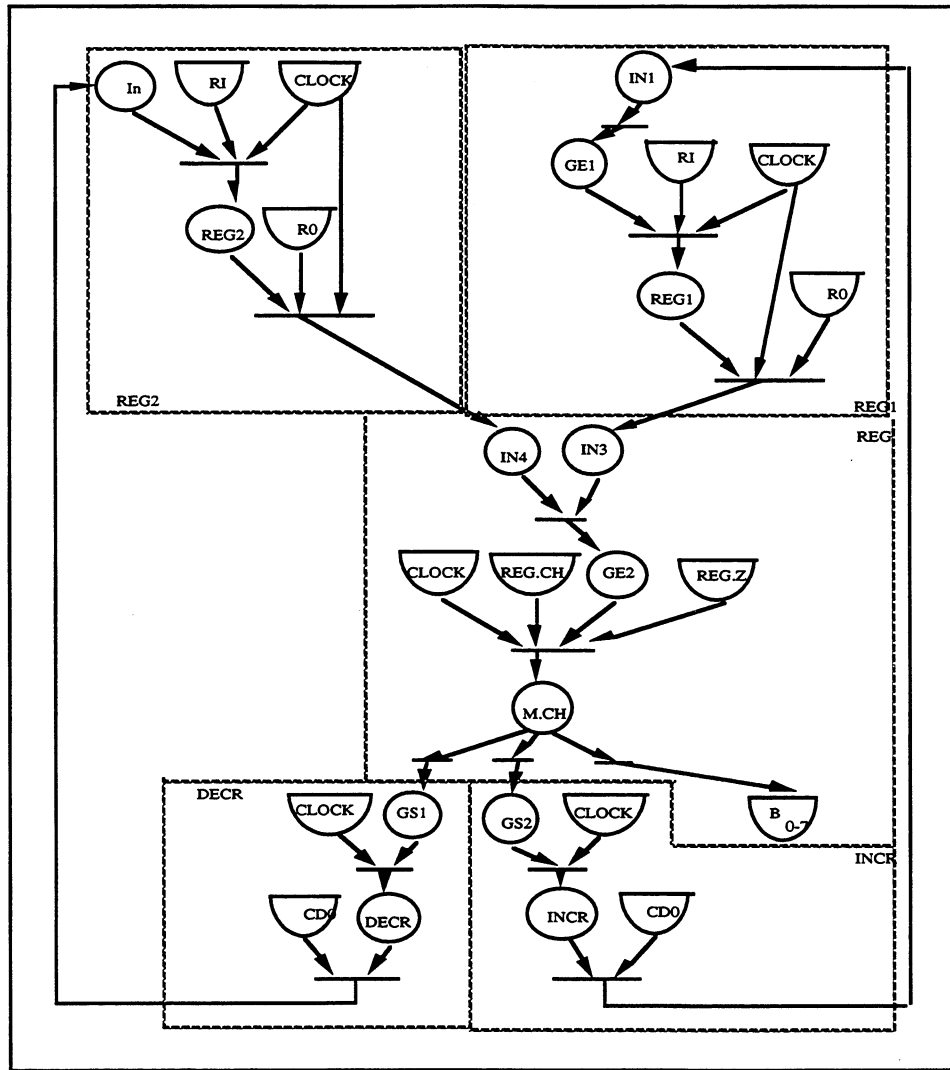 In RI CLOCK
REG2 R0
REG2
IN1
GE1 RI CLOCK
REG1 R0
REG1
REG
IN4 IN3
CLOCK REG.CH GE2 REG.Z
M.CH
DECR
CLOCK GS1 GS2 CLOCK B
0-7
INCR
CD0 DECR INCR CD0